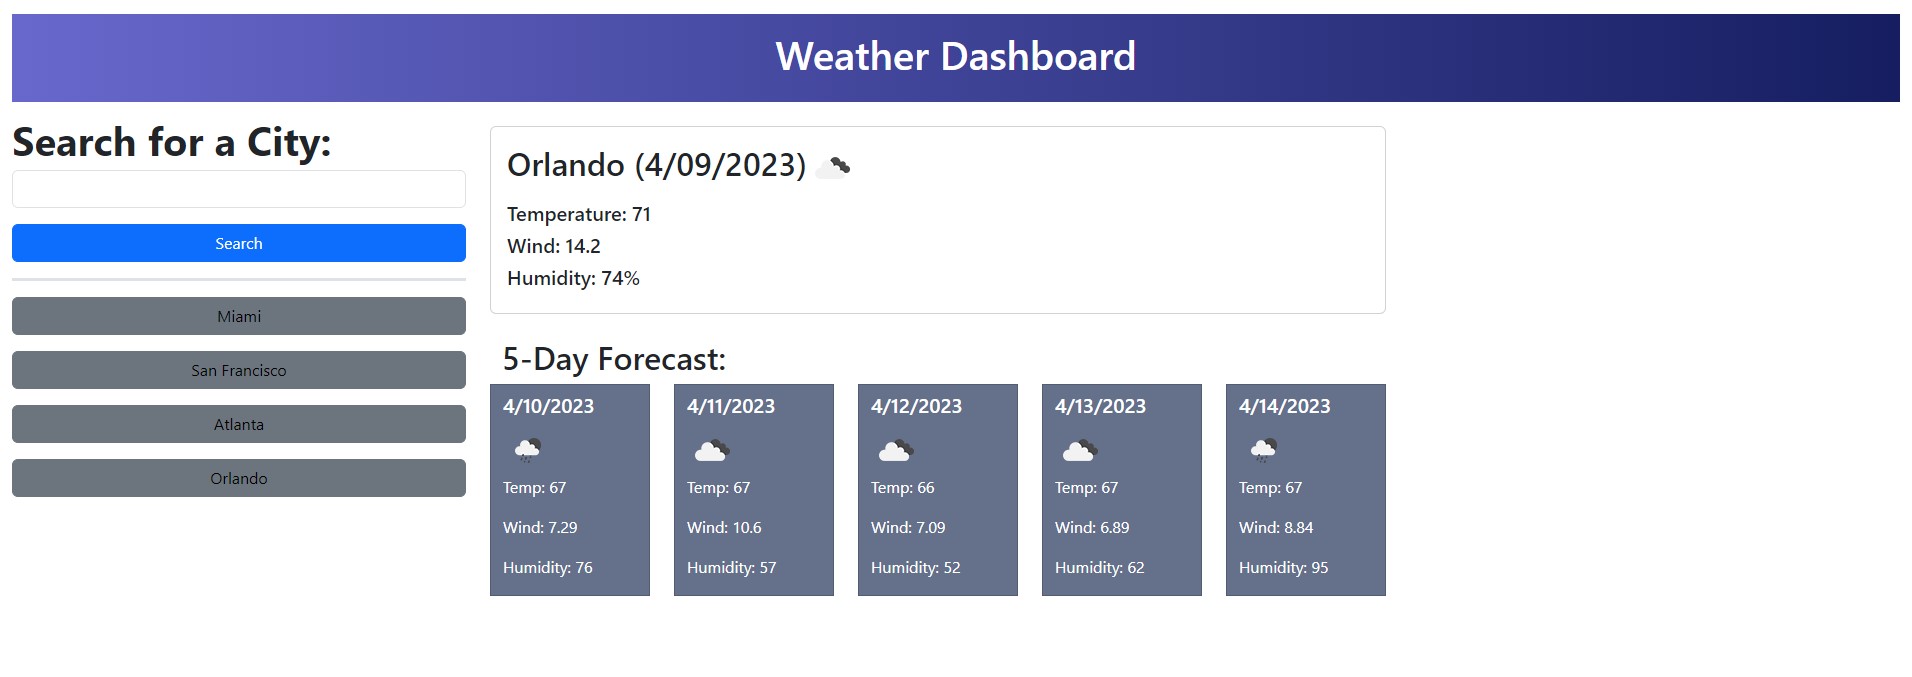 Weather Dashboard
Search for a City:
Search
Miami
San Francisco
Atlanta
Orlando
Orlando (4/09/2023)
Temperature: 71
Wind: 14.2
Humidity: 74%
5-Day Forecast:
4/10/2023
Temp: 67
Wind: 7.29
Humidity: 76
4/11/2023
Temp: 67
Wind: 10.6
Humidity: 57
4/12/2023
Temp: 66
Wind: 7.09
Humidity: 52
4/13/2023
Temp: 67
Wind: 6.89
Humidity: 62
4/14/2023
Temp: 67
Wind: 8.84
Humidity: 95